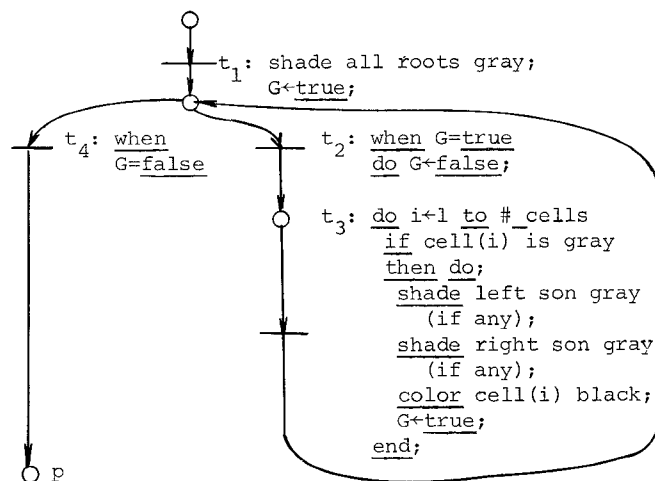 t1: shade all roots gray;
G←true;
t4: when
G=false
t2: when G=true
do G←false;
t3: do i←1 to # cells
if cell(i) is gray
then do;
shade left son gray
(if any);
shade right son gray
(if any);
color cell(i) black;
G←true;
end;
p